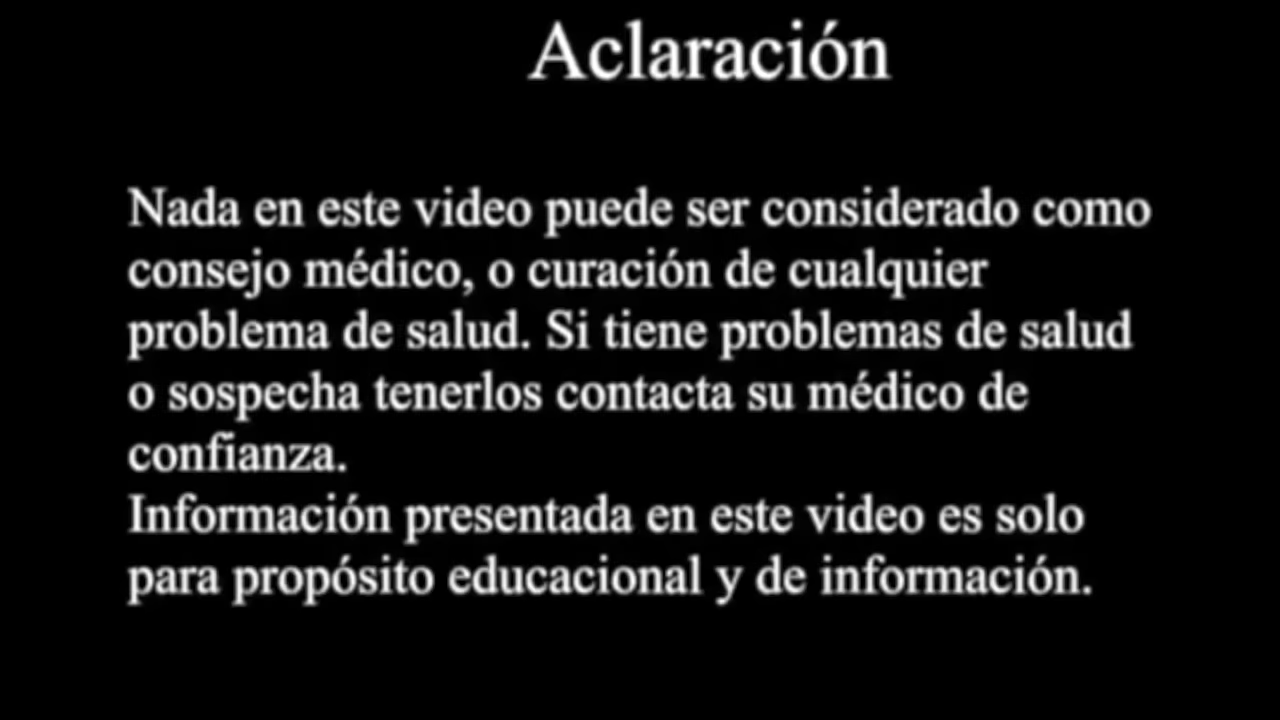 Aclaración
Nada en este video puede ser considerado como
consejo médico, o curación de cualquier
problema de salud. Si tiene problemas de salud
o sospecha tenerlos contacta su médico de
confianza.
Información presentada en este video es solo
para propósito educacional y de información.